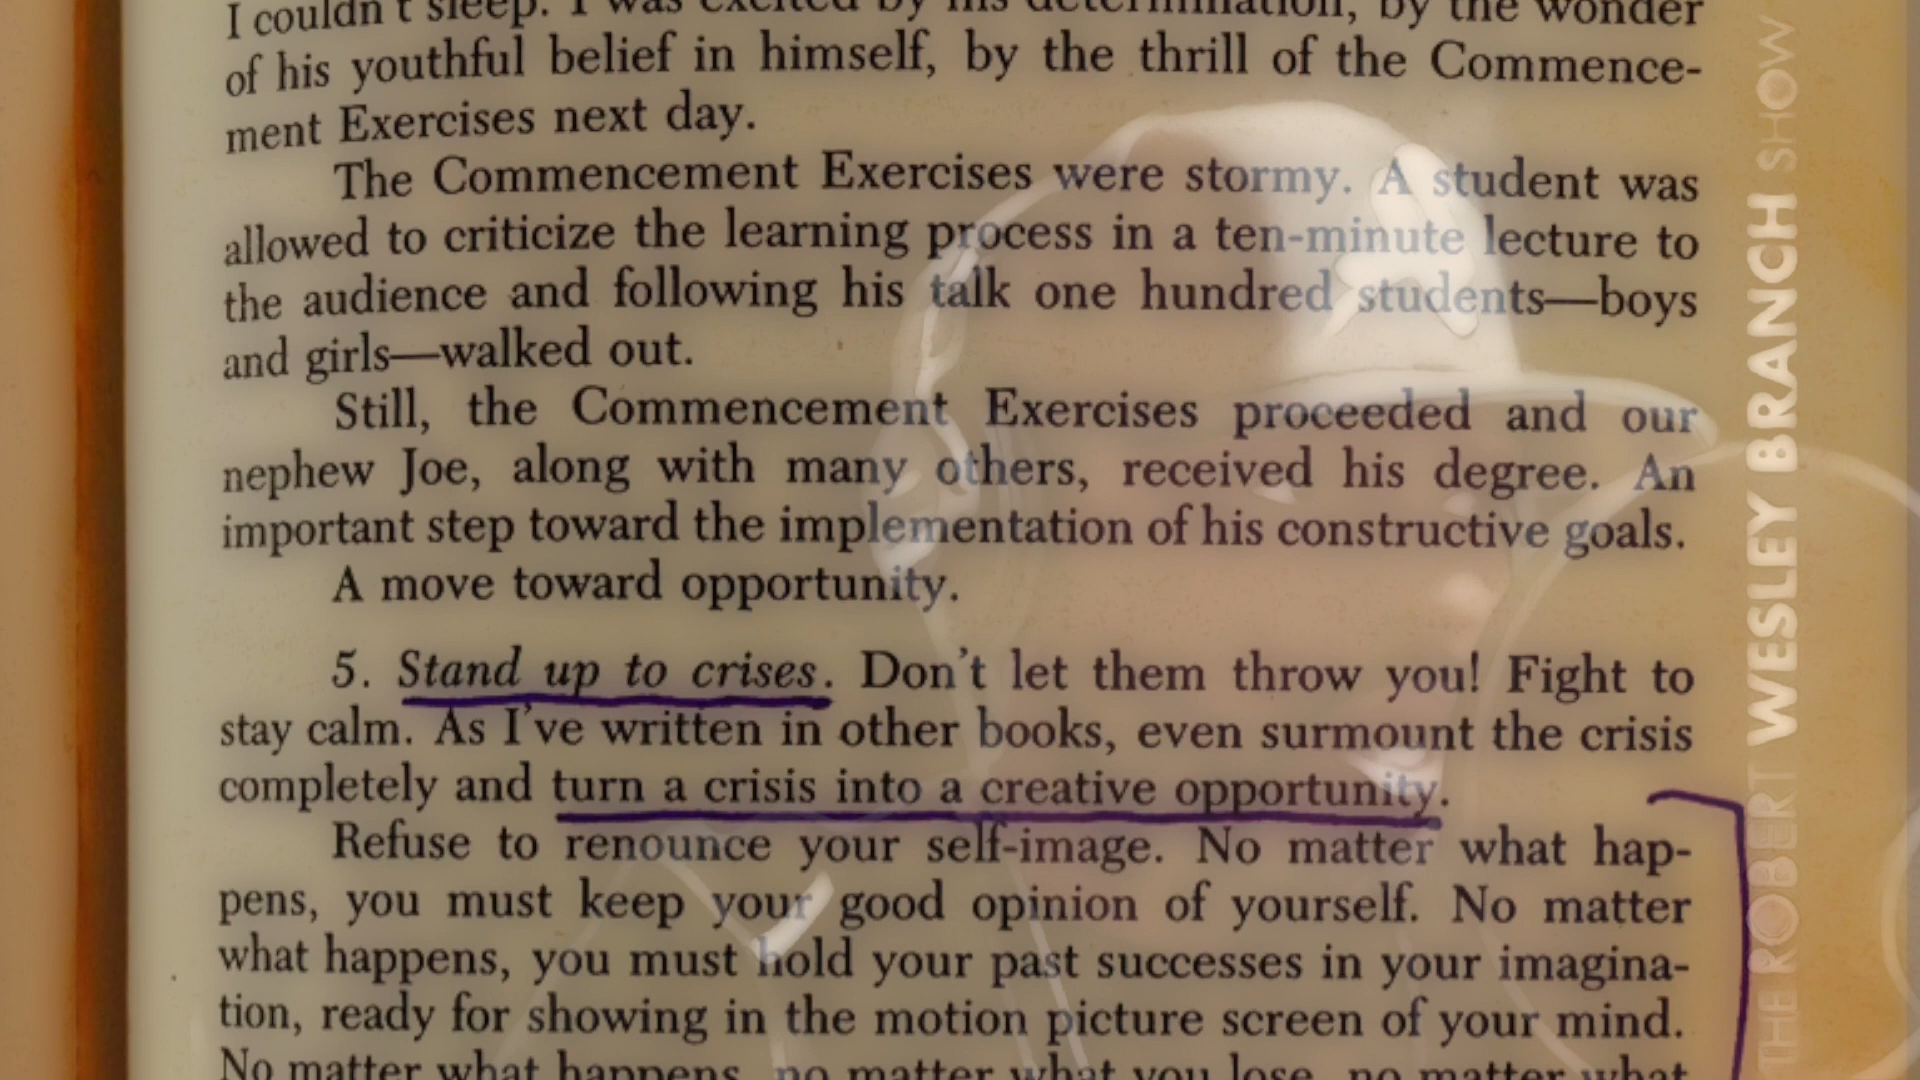 I couldn't sleep. I was excited by his determination, by the wonder
of his youthful belief in himself, by the thrill of the Commence-
ment Exercises next day.
The Commencement Exercises were stormy. A student was
allowed to criticize the learning process in a ten-minute lecture to
the audience and following his talk one hundred students—boys
and girls—walked out.
Still, the Commencement Exercises proceeded and our
nephew Joe, along with many others, received his degree. An
important step toward the implementation of his constructive goals.
A move toward opportunity.
5. Stand up to crises. Don't let them throw you! Fight to
stay calm. As I've written in other books, even surmount the crisis
completely and turn a crisis into a creative opportunity.
Refuse to renounce your self-image. No matter what hap-
pens, you must keep your good opinion of yourself. No matter
what happens, you must hold your past successes in your imagina-
tion, ready for showing in the motion picture screen of your mind.
No matter what happens, no matter what you lose, no matter what
THE ROBERT WESLEY BRANCH SHOW